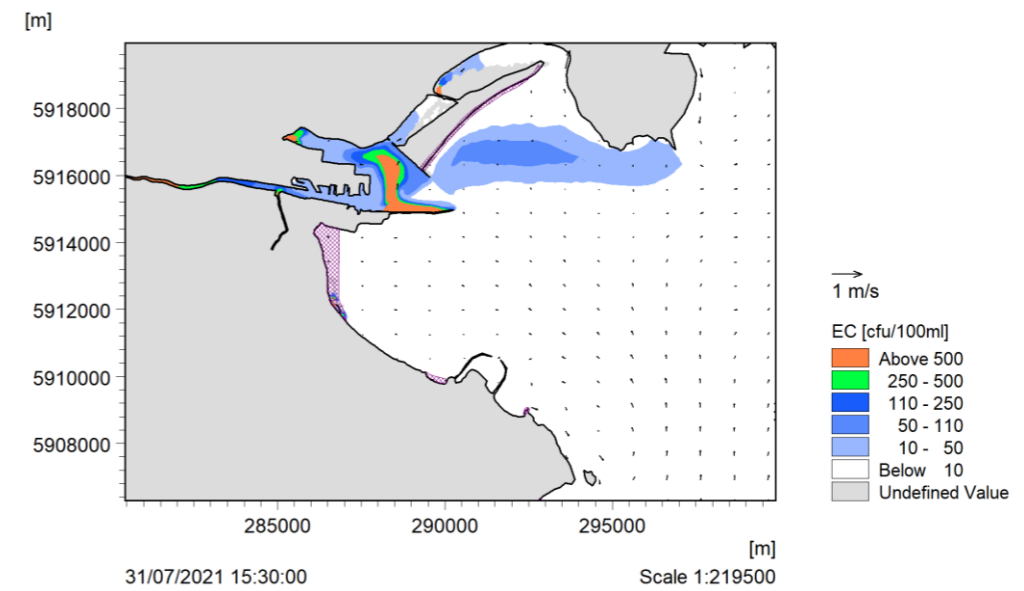 [m]
5918000
5916000
5914000
5912000
5910000
5908000
285000 290000 295000
[m]
31/07/2021 15:30:00 Scale 1:219500
1 m/s
EC [cfu/100ml]
Above 500
250 - 500
110 - 250
50 - 110
10 - 50
Below 10
Undefined Value